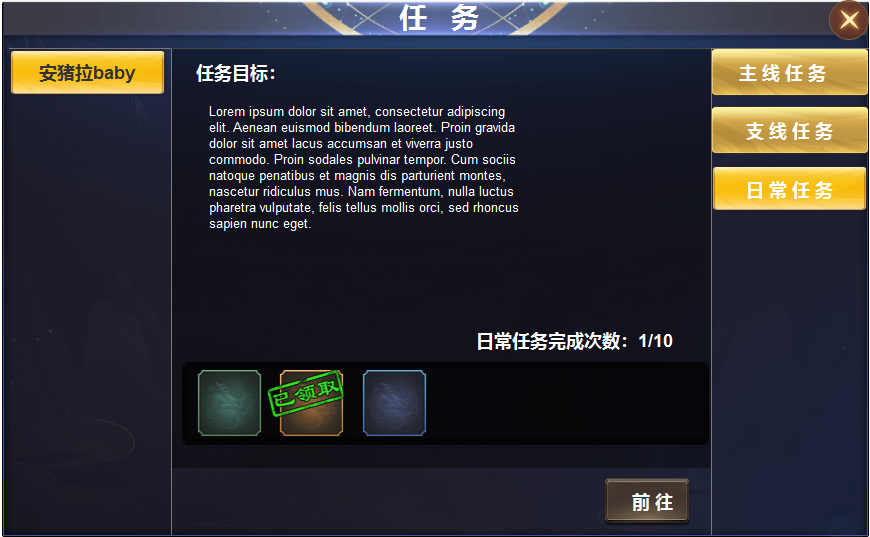 任 务
安猪拉baby
任务目标：
Lorem ipsum dolor sit amet, consectetur adipiscing
elit. Aenean euismod bibendum laoreet. Proin gravida
dolor sit amet lacus accumsan et viverra justo
commodo. Proin sodales pulvinar tempor. Cum sociis
natoque penatibus et magnis dis parturient montes,
nascetur ridiculus mus. Nam fermentum, nulla luctus
pharetra vulputate, felis tellus mollis orci, sed rhoncus
sapien nunc eget.
日常任务完成次数：1/10
已领取
前往
主线任务
支线任务
日常任务